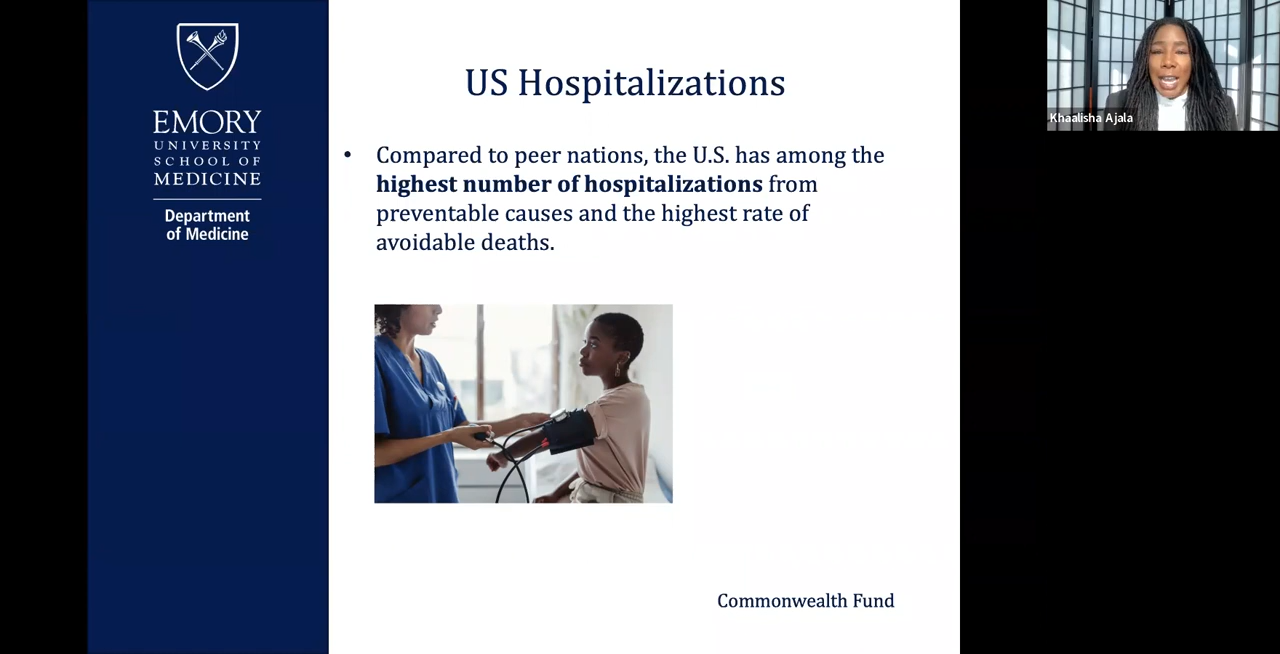 EMORY
UNIVERSITY
SCHOOL OF
MEDICINE
Department
of Medicine
US Hospitalizations
• Compared to peer nations, the U.S. has among the
highest number of hospitalizations from
preventable causes and the highest rate of
avoidable deaths.
Commonwealth Fund
Khaalisha Ajala